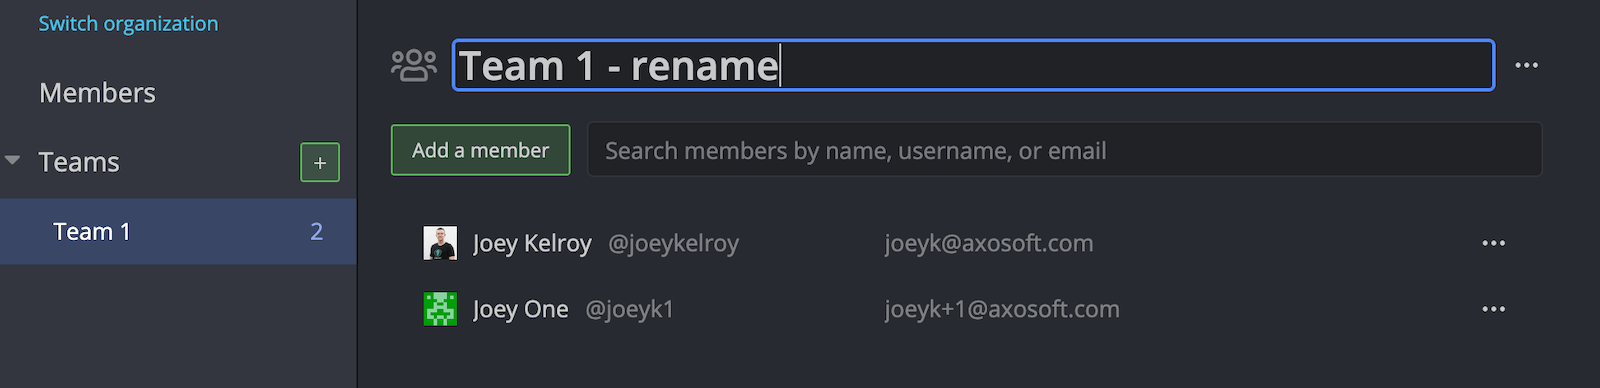 Switch organization
Members
Teams
+
Team 1 2
Team 1 - rename
Add a member
Search members by name, username, or email
Joey Kelroy @joeykelroy joeyk@axosoft.com
Joey One @joeyk1 joeyk+1@axosoft.com